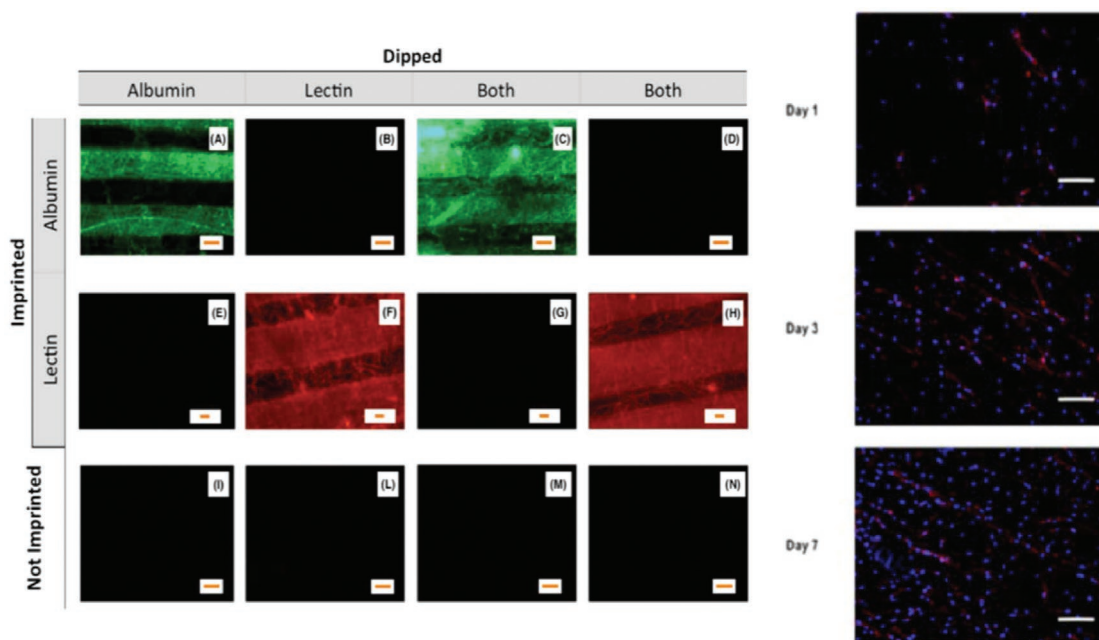 Dipped
Albumin Lectin Both Both
Imprinted
Albumin
(A) (B) (C) (D)
Lectin
(E) (F) (G) (H)
Not Imprinted
(I) (L) (M) (N)
Day 1
Day 3
Day 7